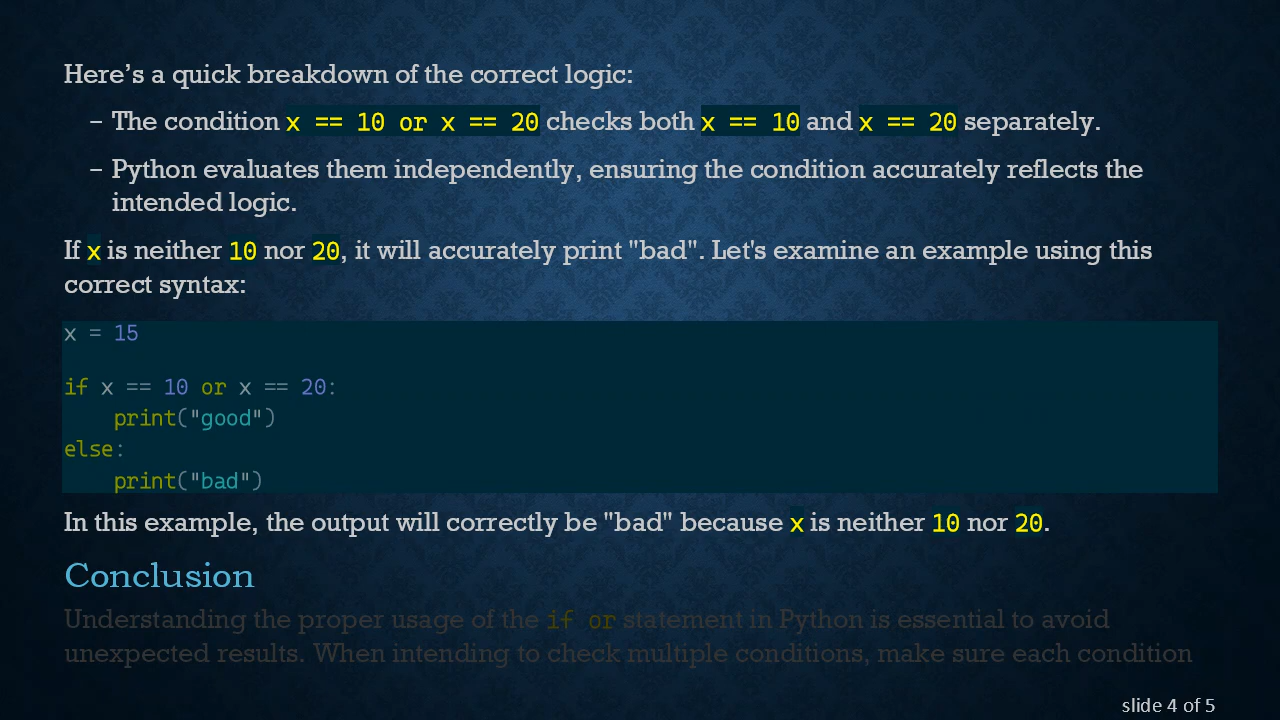 Here’s a quick breakdown of the correct logic:
– The condition x == 10 or x == 20 checks both x == 10 and x == 20 separately.
– Python evaluates them independently, ensuring the condition accurately reflects the
intended logic.
If x is neither 10 nor 20, it will accurately print "bad". Let's examine an example using this
correct syntax:
x = 15
if x == 10 or x == 20:
    print("good")
else:
    print("bad")
In this example, the output will correctly be "bad" because x is neither 10 nor 20.
Conclusion
Understanding the proper usage of the if or statement in Python is essential to avoid
unexpected results. When intending to check multiple conditions, make sure each condition
slide 4 of 5